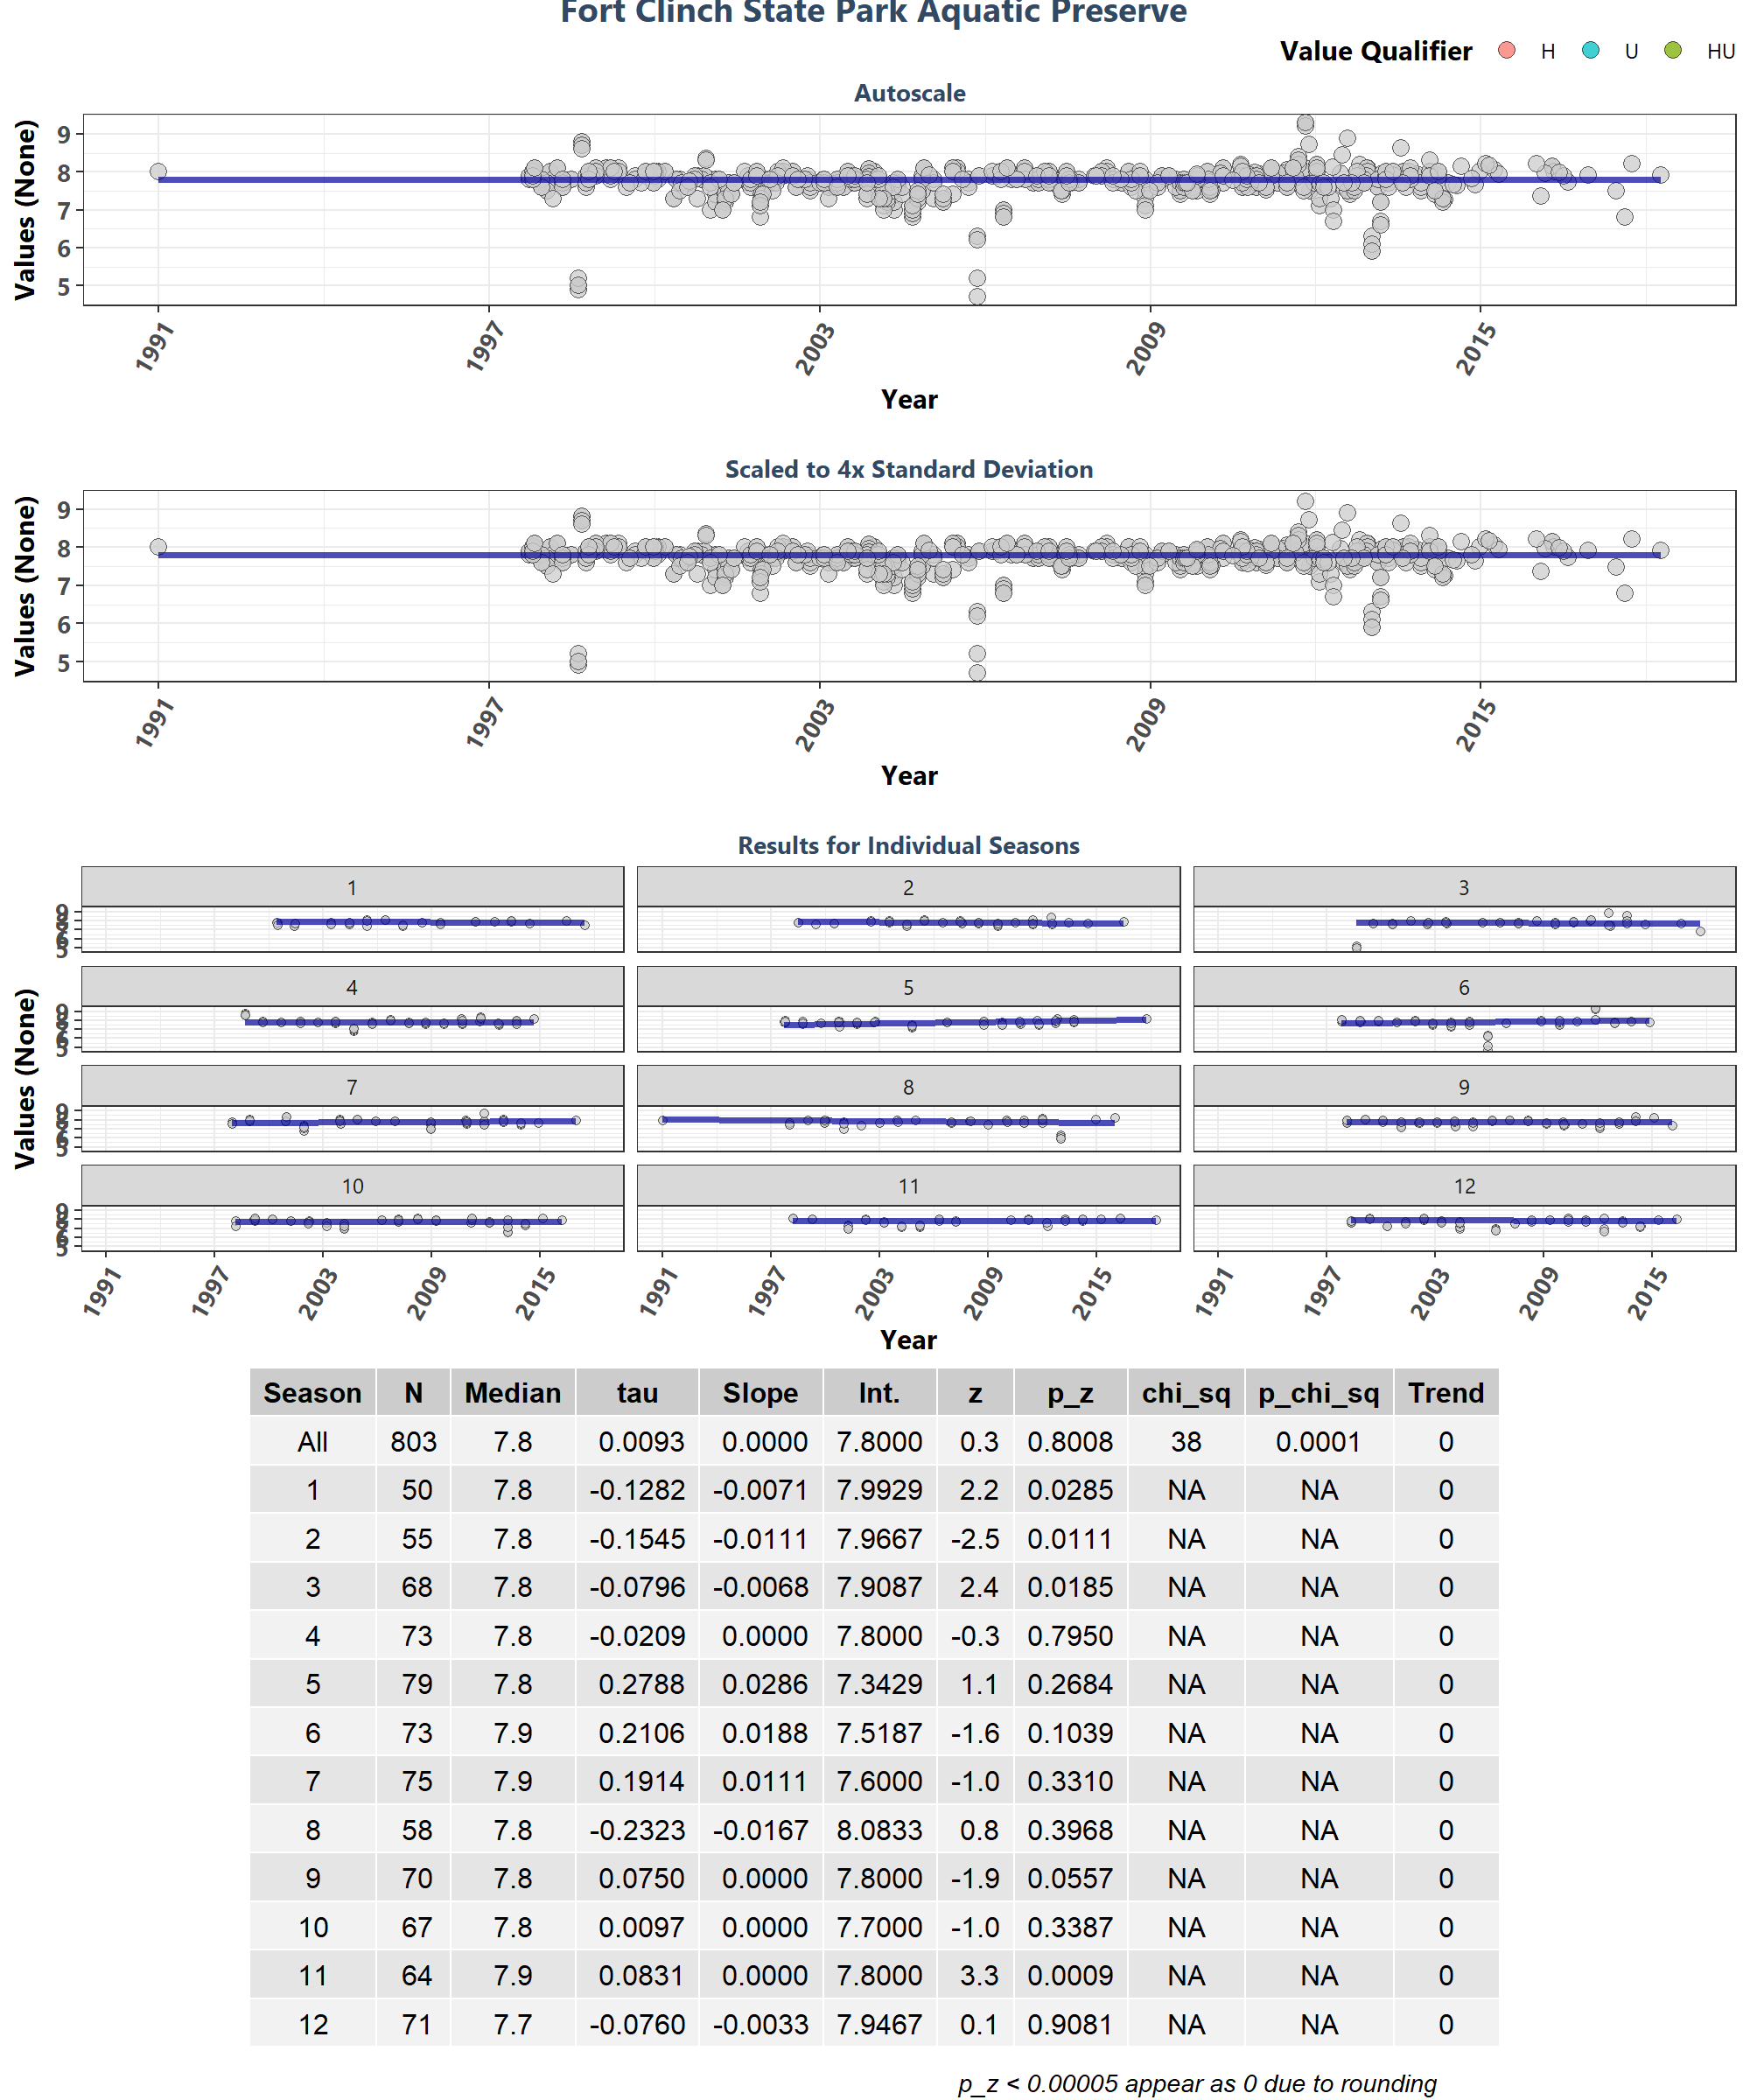 Fort Clinch State Park Aquatic Preserve
Value Qualifier H U HU
Autoscale
Values (None)
9
8
7
6
5
1991 1997 2003 2009 2015
Year
Scaled to 4x Standard Deviation
Values (None)
9
8
7
6
5
1991 1997 2003 2009 2015
Year
Results for Individual Seasons
Values (None)
1 2 3
9
8
6
5
4 5 6
9
8
6
5
7 8 9
9
8
6
5
10 11 12
9
8
6
5
1991 1997 2003 2009 2015 1991 1997 2003 2009 2015 1991 1997 2003 2009 2015
Year
Season N Median tau Slope Int. z p_z chi_sq p_chi_sq Trend
All 803 7.8 0.0093 0.0000 7.8000 0.3 0.8008 38 0.0001 0
1 50 7.8 -0.1282 -0.0071 7.9929 2.2 0.0285 NA NA 0
2 55 7.8 -0.1545 -0.0111 7.9667 -2.5 0.0111 NA NA 0
3 68 7.8 -0.0796 -0.0068 7.9087 2.4 0.0185 NA NA 0
4 73 7.8 -0.0209 0.0000 7.8000 -0.3 0.7950 NA NA 0
5 79 7.8 0.2788 0.0286 7.3429 1.1 0.2684 NA NA 0
6 73 7.9 0.2106 0.0188 7.5187 -1.6 0.1039 NA NA 0
7 75 7.9 0.1914 0.0111 7.6000 -1.0 0.3310 NA NA 0
8 58 7.8 -0.2323 -0.0167 8.0833 0.8 0.3968 NA NA 0
9 70 7.8 0.0750 0.0000 7.8000 -1.9 0.0557 NA NA 0
10 67 7.8 0.0097 0.0000 7.7000 -1.0 0.3387 NA NA 0
11 64 7.9 0.0831 0.0000 7.8000 3.3 0.0009 NA NA 0
12 71 7.7 -0.0760 -0.0033 7.9467 0.1 0.9081 NA NA 0
p_z < 0.00005 appear as 0 due to rounding